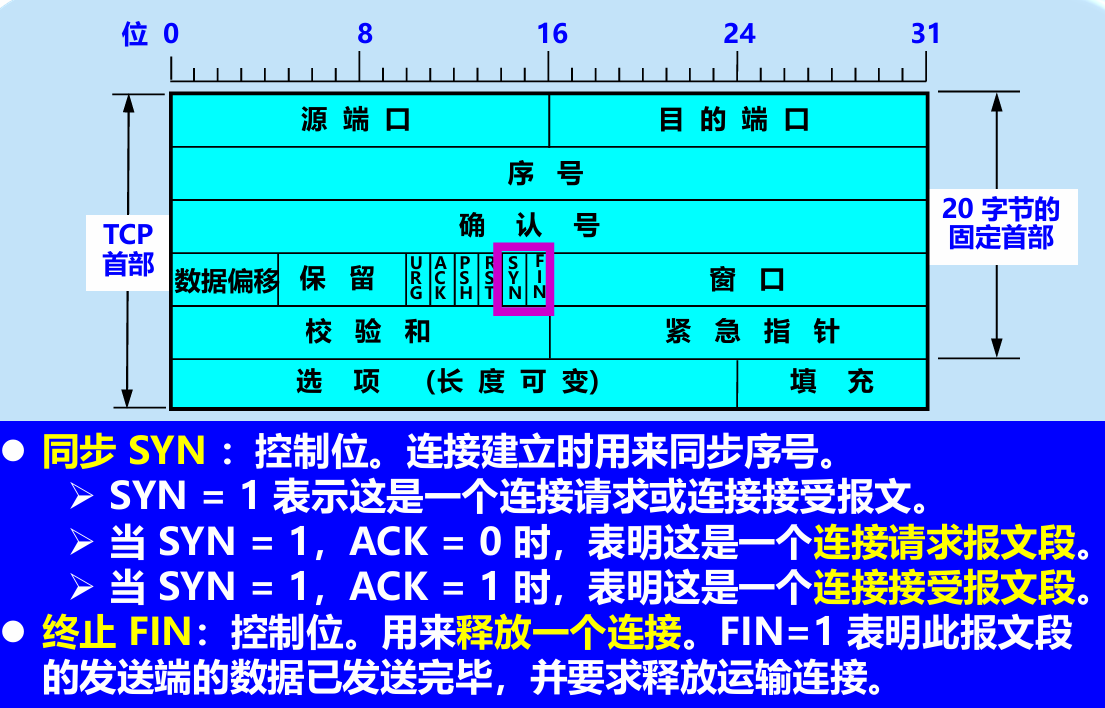 位 0 8 16 24 31
源 端 口 目 的 端 口
序 号
TCP
首部
20 字节的
固定首部
确 认 号
数据偏移 保 留 URG ACK PSH RST SYN FIN 窗 口
校 验 和 紧 急 指 针
选 项 (长 度 可 变) 填 充
● 同步 SYN ：控制位。连接建立时用来同步序号。
➢ SYN = 1 表示这是一个连接请求或连接接受报文。
➢ 当 SYN = 1，ACK = 0 时，表明这是一个连接请求报文段。
➢ 当 SYN = 1，ACK = 1 时，表明这是一个连接接受报文段。
● 终止 FIN：控制位。用来释放一个连接。FIN=1 表明此报文段
的发送端的数据已发送完毕，并要求释放运输连接。